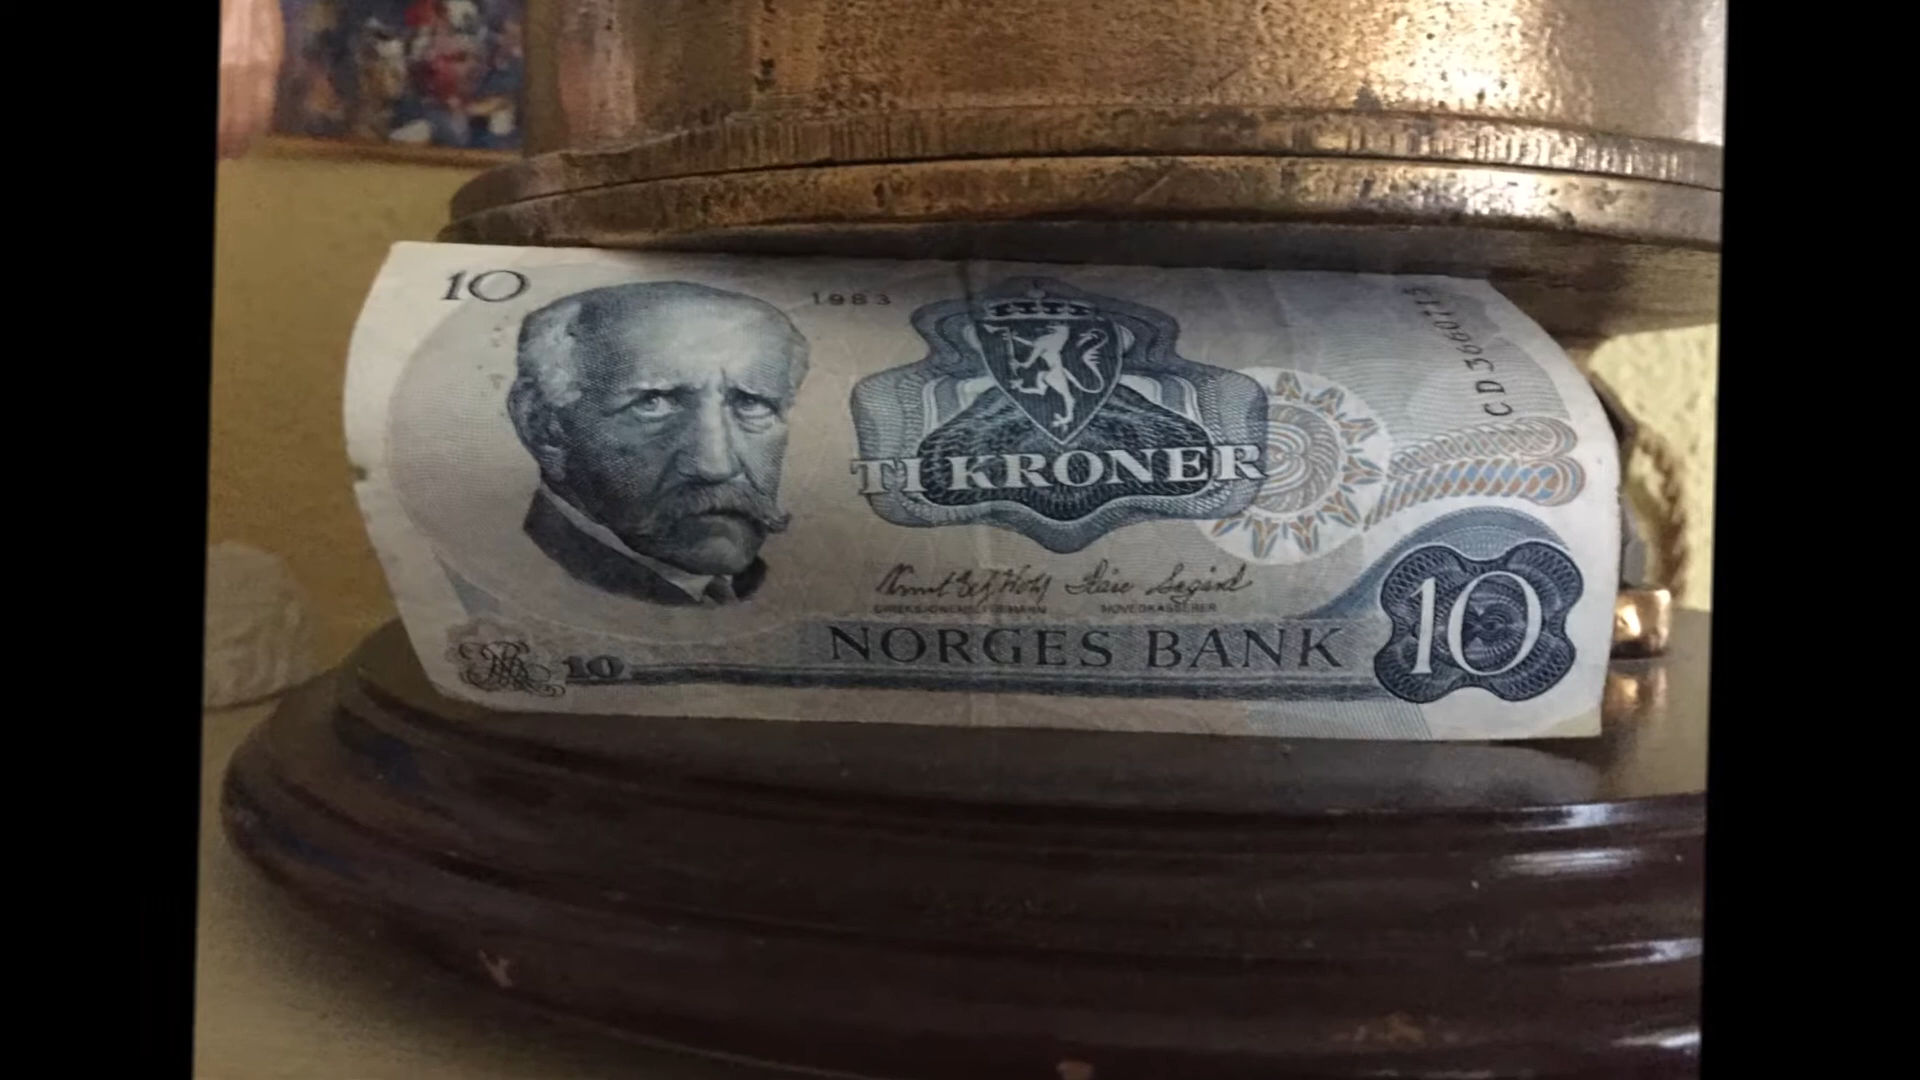 10
1983
TI KRONER
DIREKSJONENS FORMANN HOVEDKASSERER
NORGES BANK
10
10